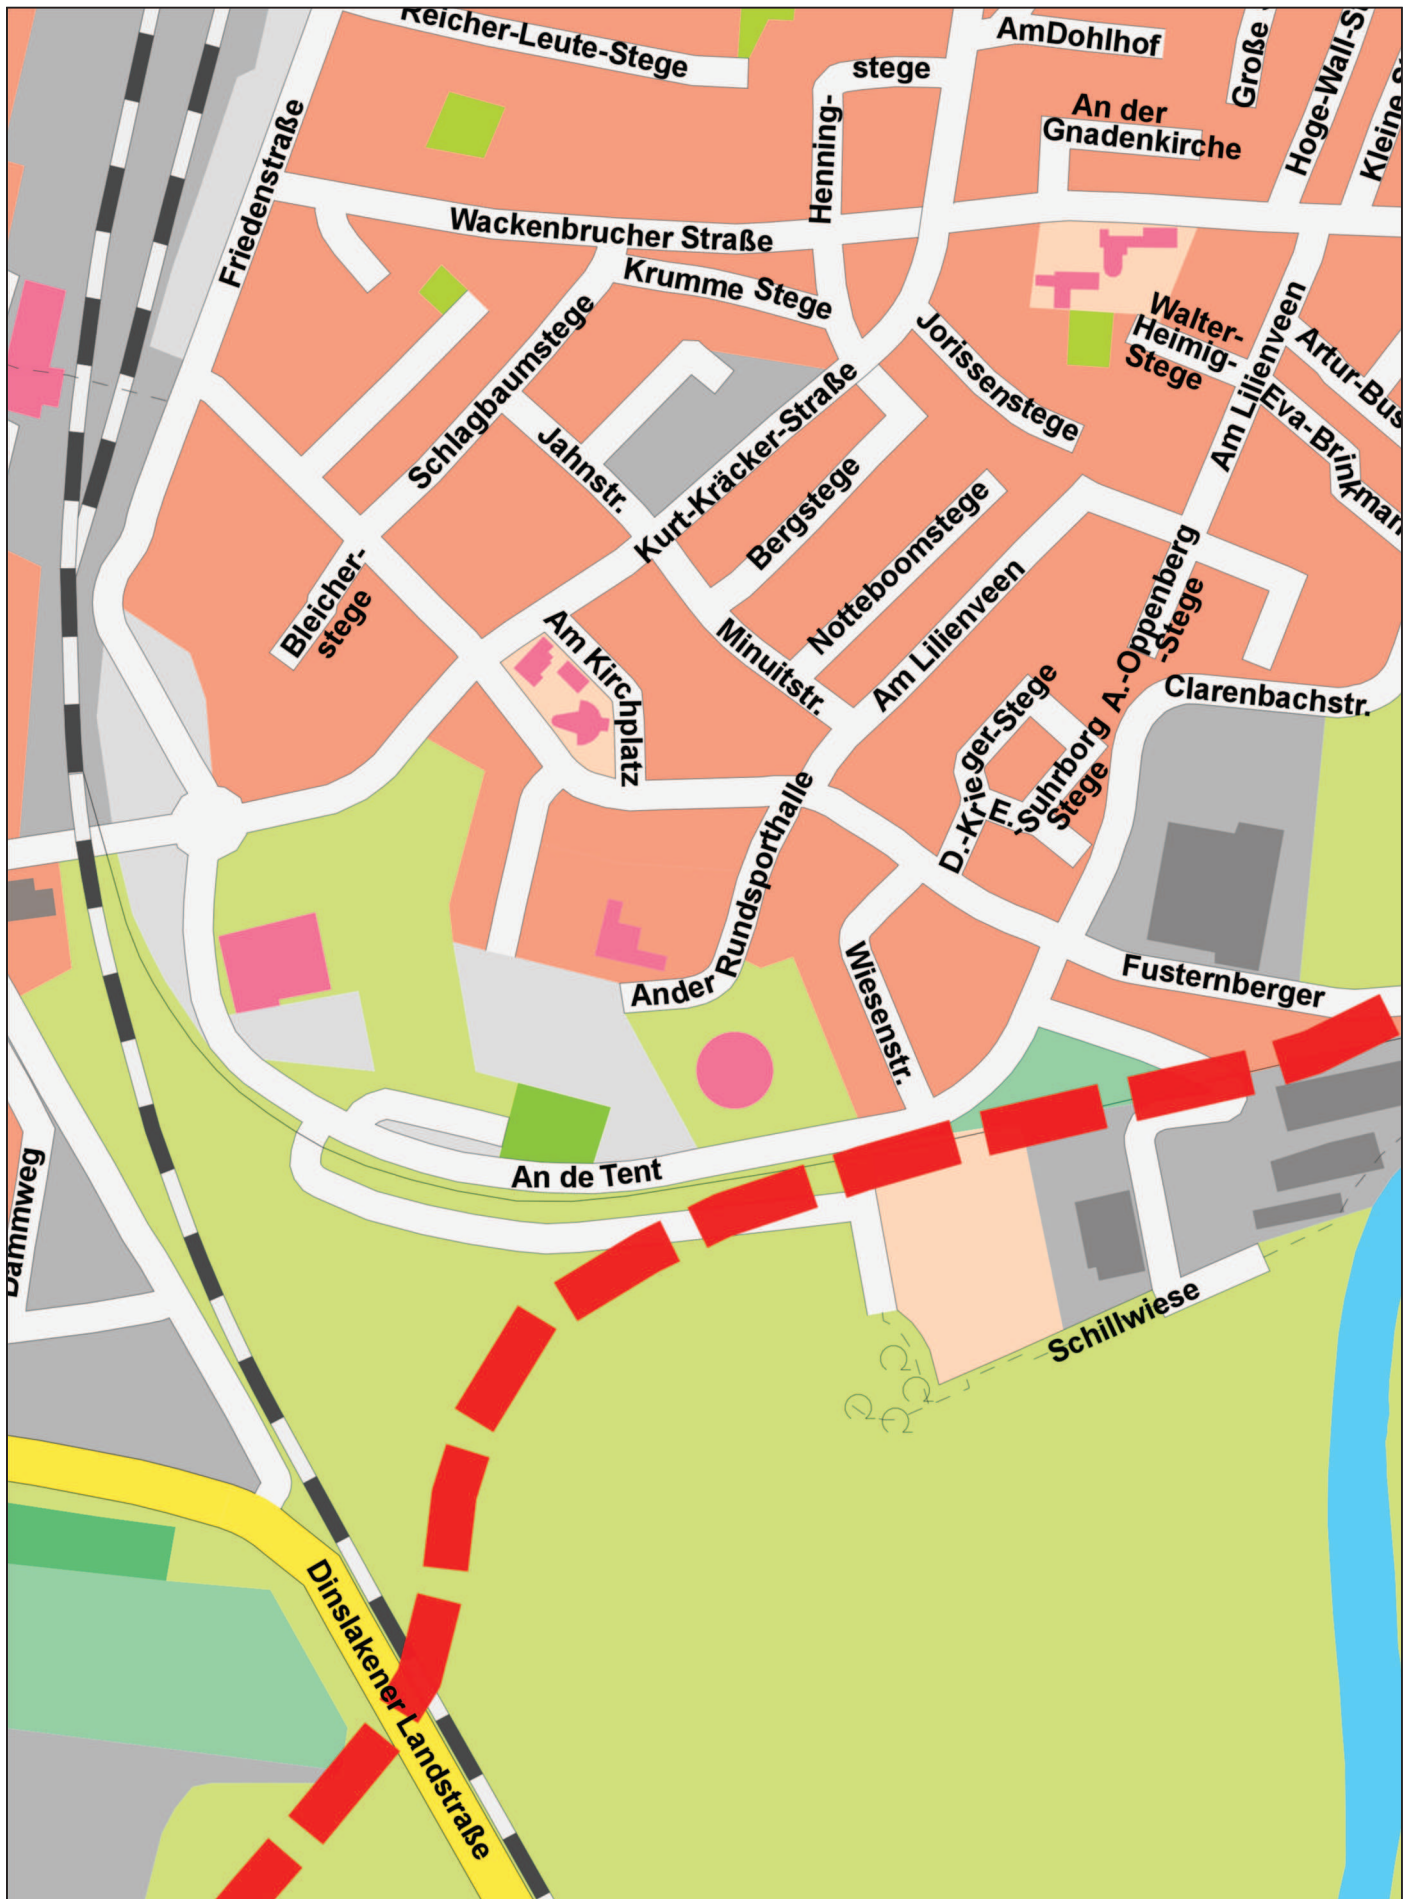 Reicher-Leute-Stege
stege
AmDohlhof
Große
Hoge-Wall-S
Kleine
An der
Gnadenkirche
Henning-
Friedenstraße
Wackenbrucher Straße
Krumme Stege
Schlagbaumstege
Jorissenstege
Walter-
Heimig-
Stege
Am Lilienveen
Artur-Bus
Eva-Brinkman
Jahnstr.
Kurt-Kräcker-Straße
Bergstege
Notteboomstege
Bleicher-
stege
Am Kirchplatz
Minuitstr.
Am Lilienveen
A.-Oppenberg
-Stege
Clarenbachstr.
D.-Krieger-Stege
E.
-Suhrborg
Stege
Ander Rundsporthalle
Wiesenstr.
Fusternberger
An de Tent
Dammweg
Schillwiese
Dinslakener Landstraße